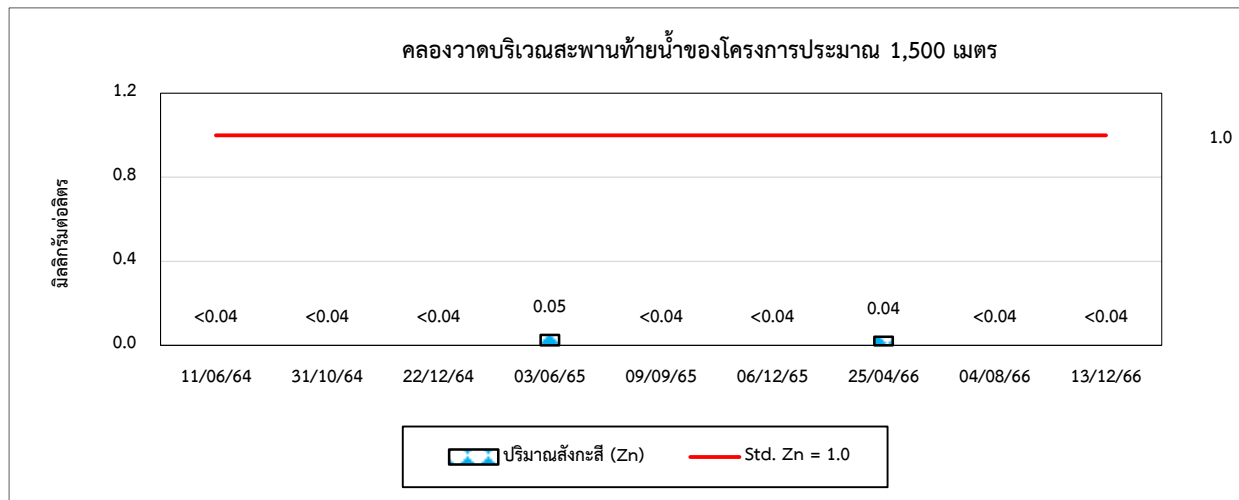 คลองวาดบริเวณสะพานท้ายน้ำของโครงการประมาณ 1,500 เมตร
มิลลิกรัมต่อลิตร
1.2
1.0
0.8
0.4
<0.04 <0.04 <0.04 0.05 <0.04 <0.04 0.04 <0.04 <0.04
0.0
11/06/64 31/10/64 22/12/64 03/06/65 09/09/65 06/12/65 25/04/66 04/08/66 13/12/66
ปริมาณสังกะสี (Zn) Std. Zn = 1.0